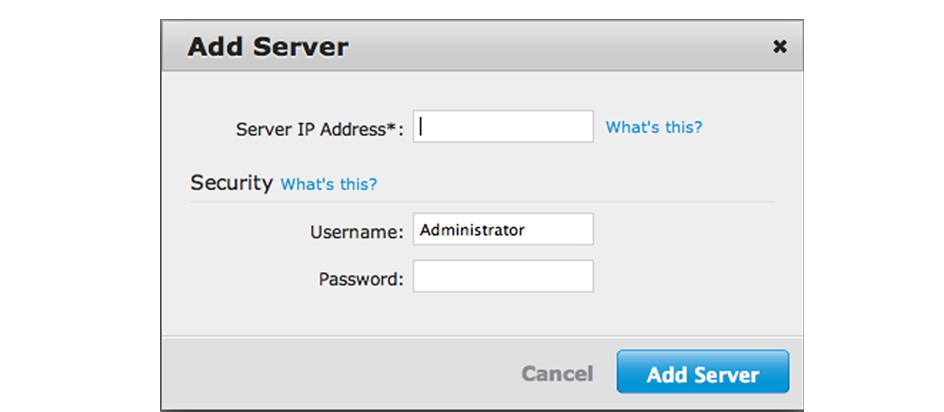 Add Server ✖
Server IP Address*: What's this?
Security What's this?
Username: Administrator
Password:
Cancel Add Server